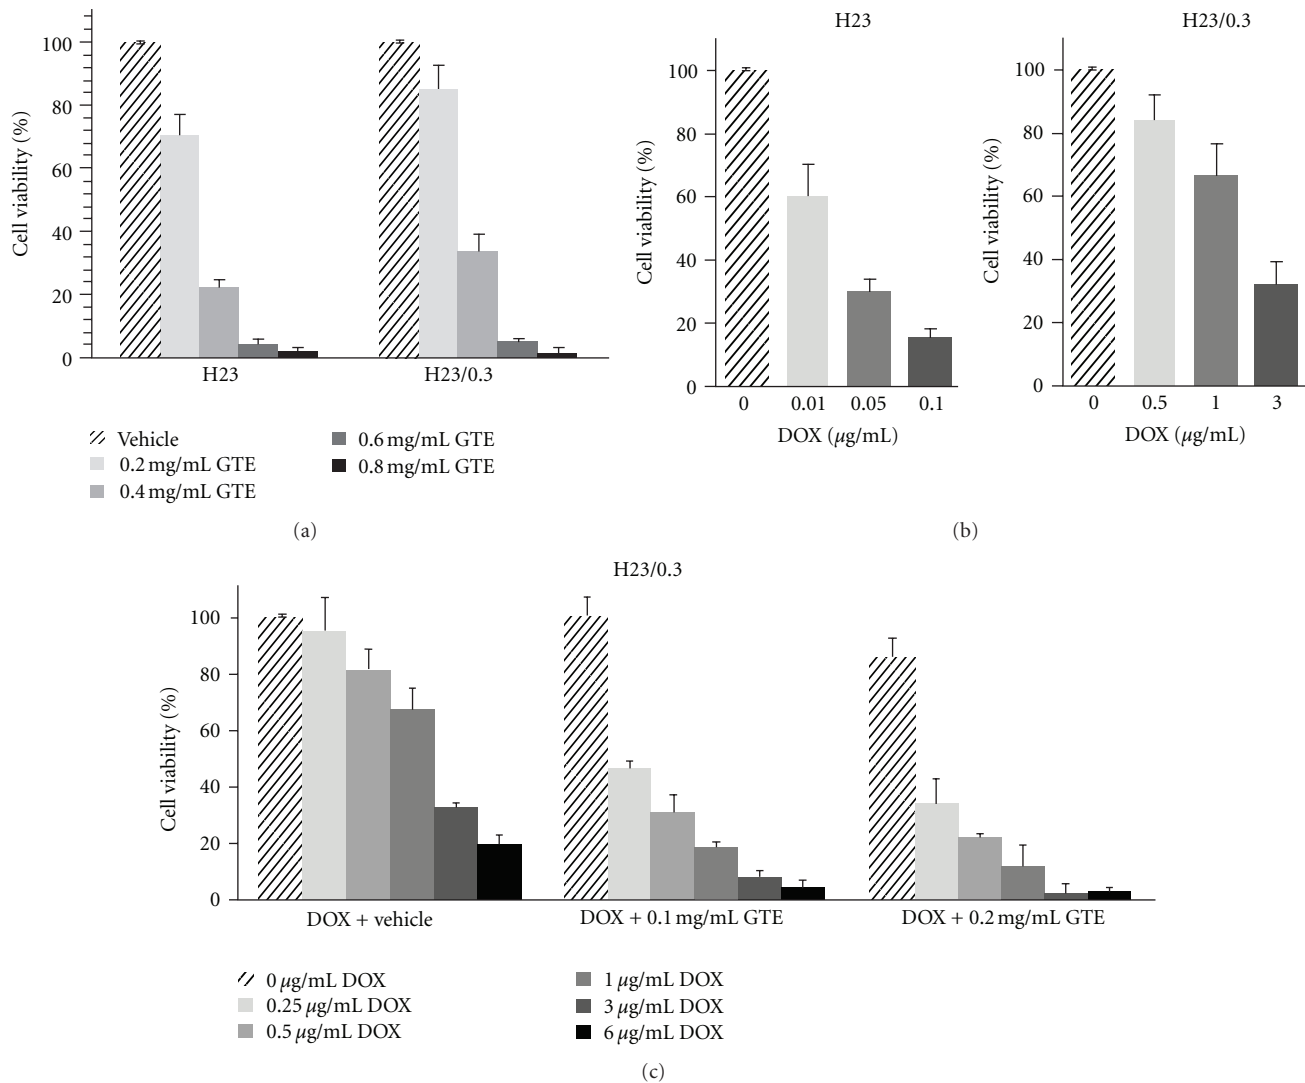 Cell viability (%)
100
80
60
40
20
0
H23
H23/0.3
Vehicle
0.2 mg/mL GTE
0.4 mg/mL GTE
0.6 mg/mL GTE
0.8 mg/mL GTE
(a)
H23
Cell viability (%)
100
80
60
40
20
0
0 0.01 0.05 0.1
DOX (μg/mL)
H23/0.3
Cell viability (%)
100
80
60
40
20
0
0 0.5 1 3
DOX (μg/mL)
(b)
H23/0.3
Cell viability (%)
100
80
60
40
20
0
DOX + vehicle
DOX + 0.1 mg/mL GTE
DOX + 0.2 mg/mL GTE
0 μg/mL DOX
0.25 μg/mL DOX
0.5 μg/mL DOX
1 μg/mL DOX
3 μg/mL DOX
6 μg/mL DOX
(c)